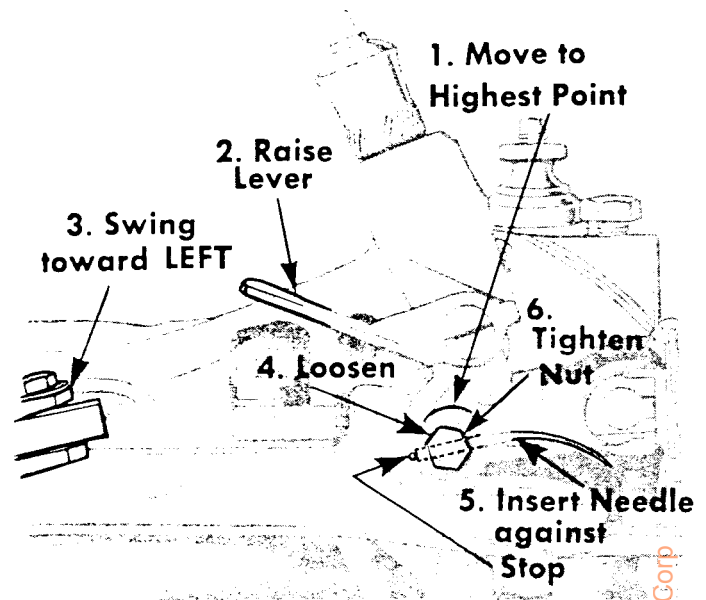 1. Move to
Highest Point
2. Raise
Lever
3. Swing
toward LEFT
4. Loosen
5. Insert Needle
against
Stop
6.
Tighten
Nut
Corp